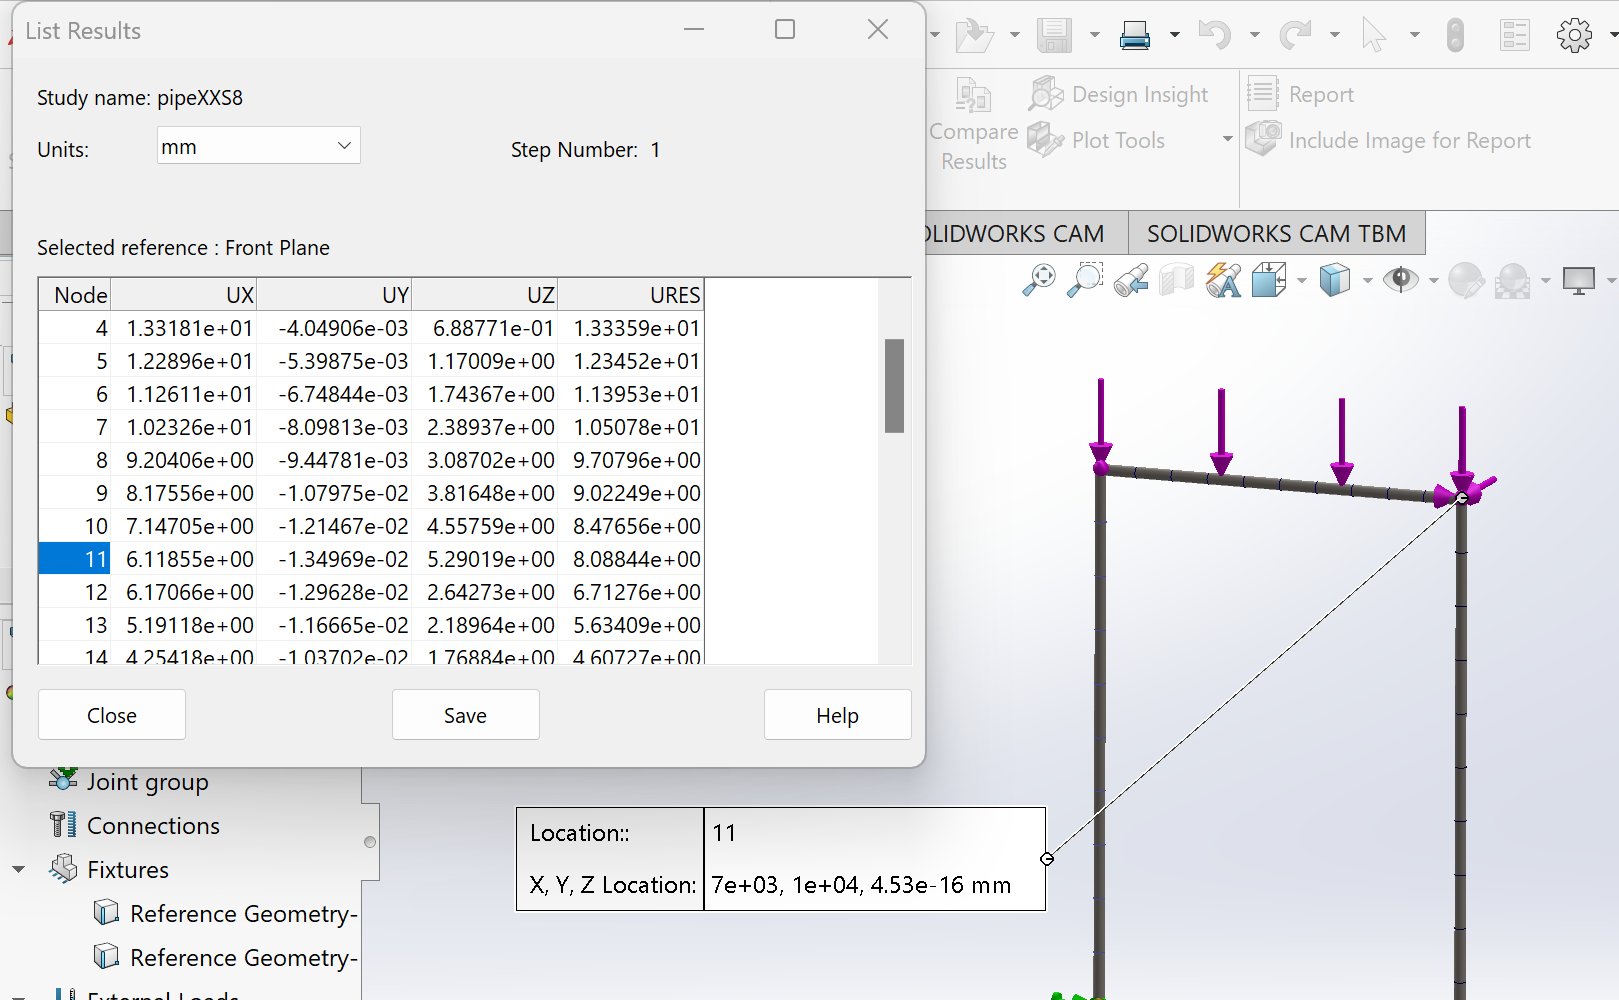 List Results
Study name: pipeXXS8
Units: mm
Step Number: 1
Selected reference : Front Plane
Node UX UY UZ URES
4 1.33181e+01 -4.04906e-03 6.88771e-01 1.33359e+01
5 1.22896e+01 -5.39875e-03 1.17009e+00 1.23452e+01
6 1.12611e+01 -6.74844e-03 1.74367e+00 1.13953e+01
7 1.02326e+01 -8.09813e-03 2.38937e+00 1.05078e+01
8 9.20406e+00 -9.44781e-03 3.08702e+00 9.70796e+00
9 8.17556e+00 -1.07975e-02 3.81648e+00 9.02249e+00
10 7.14705e+00 -1.21467e-02 4.55759e+00 8.47656e+00
11 6.11855e+00 -1.34969e-02 5.29019e+00 8.08844e+00
12 6.17066e+00 -1.29628e-02 2.64273e+00 6.71276e+00
13 5.19118e+00 -1.16665e-02 2.18964e+00 5.63409e+00
14 4.25418e+00 -1.03702e-02 1.76884e+00 4.60727e+00
Close
Save
Help
Compare
Results
Design Insight
Plot Tools
Report
Include Image for Report
OLIDWORKS CAM
SOLIDWORKS CAM TBM
Joint group
Connections
Fixtures
Reference Geometry-
Reference Geometry-
External Loads
Location:: 11
X, Y, Z Location: 7e+03, 1e+04, 4.53e-16 mm